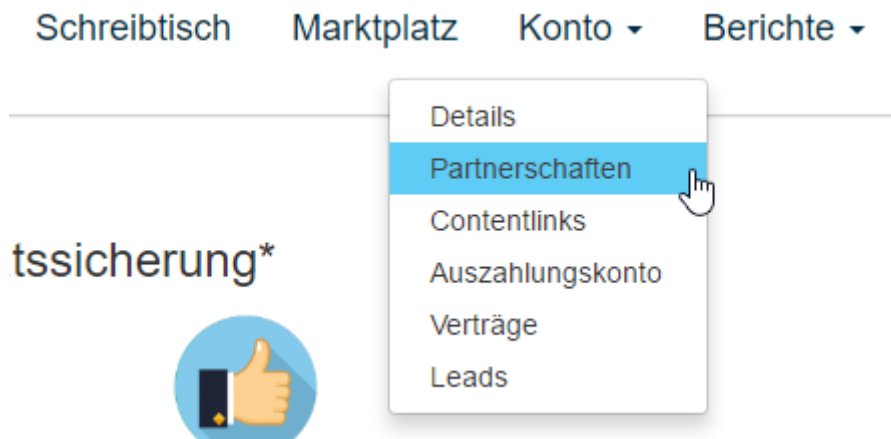 Schreibtisch Marktplatz Konto Berichte
Details
Partnerschaften
Contentlinks
tssicherung*
Auszahlungskonto
Verträge
Leads